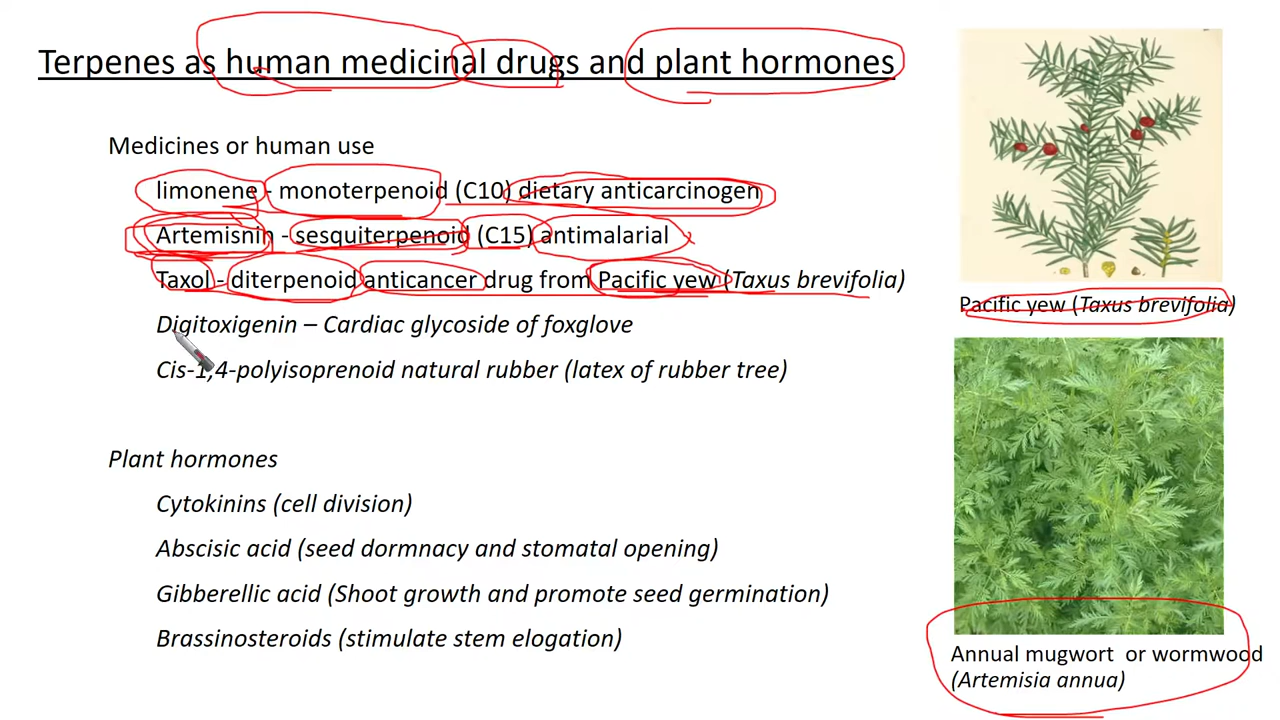 Terpenes as human medicinal drugs and plant hormones
Medicines or human use
limonene - monoterpenoid (C10) dietary anticarcinogen
Artemisnin - sesquiterpenoid (C15) antimalarial
Taxol - diterpenoid anticancer drug from Pacific yew (Taxus brevifolia)
Digitoxigenin – Cardiac glycoside of foxglove
Cis-1,4-polyisoprenoid natural rubber (latex of rubber tree)
Plant hormones
Cytokinins (cell division)
Abscisic acid (seed dormnacy and stomatal opening)
Gibberellic acid (Shoot growth and promote seed germination)
Brassinosteroids (stimulate stem elogation)
Pacific yew (Taxus brevifolia)
Annual mugwort or wormwood
(Artemisia annua)